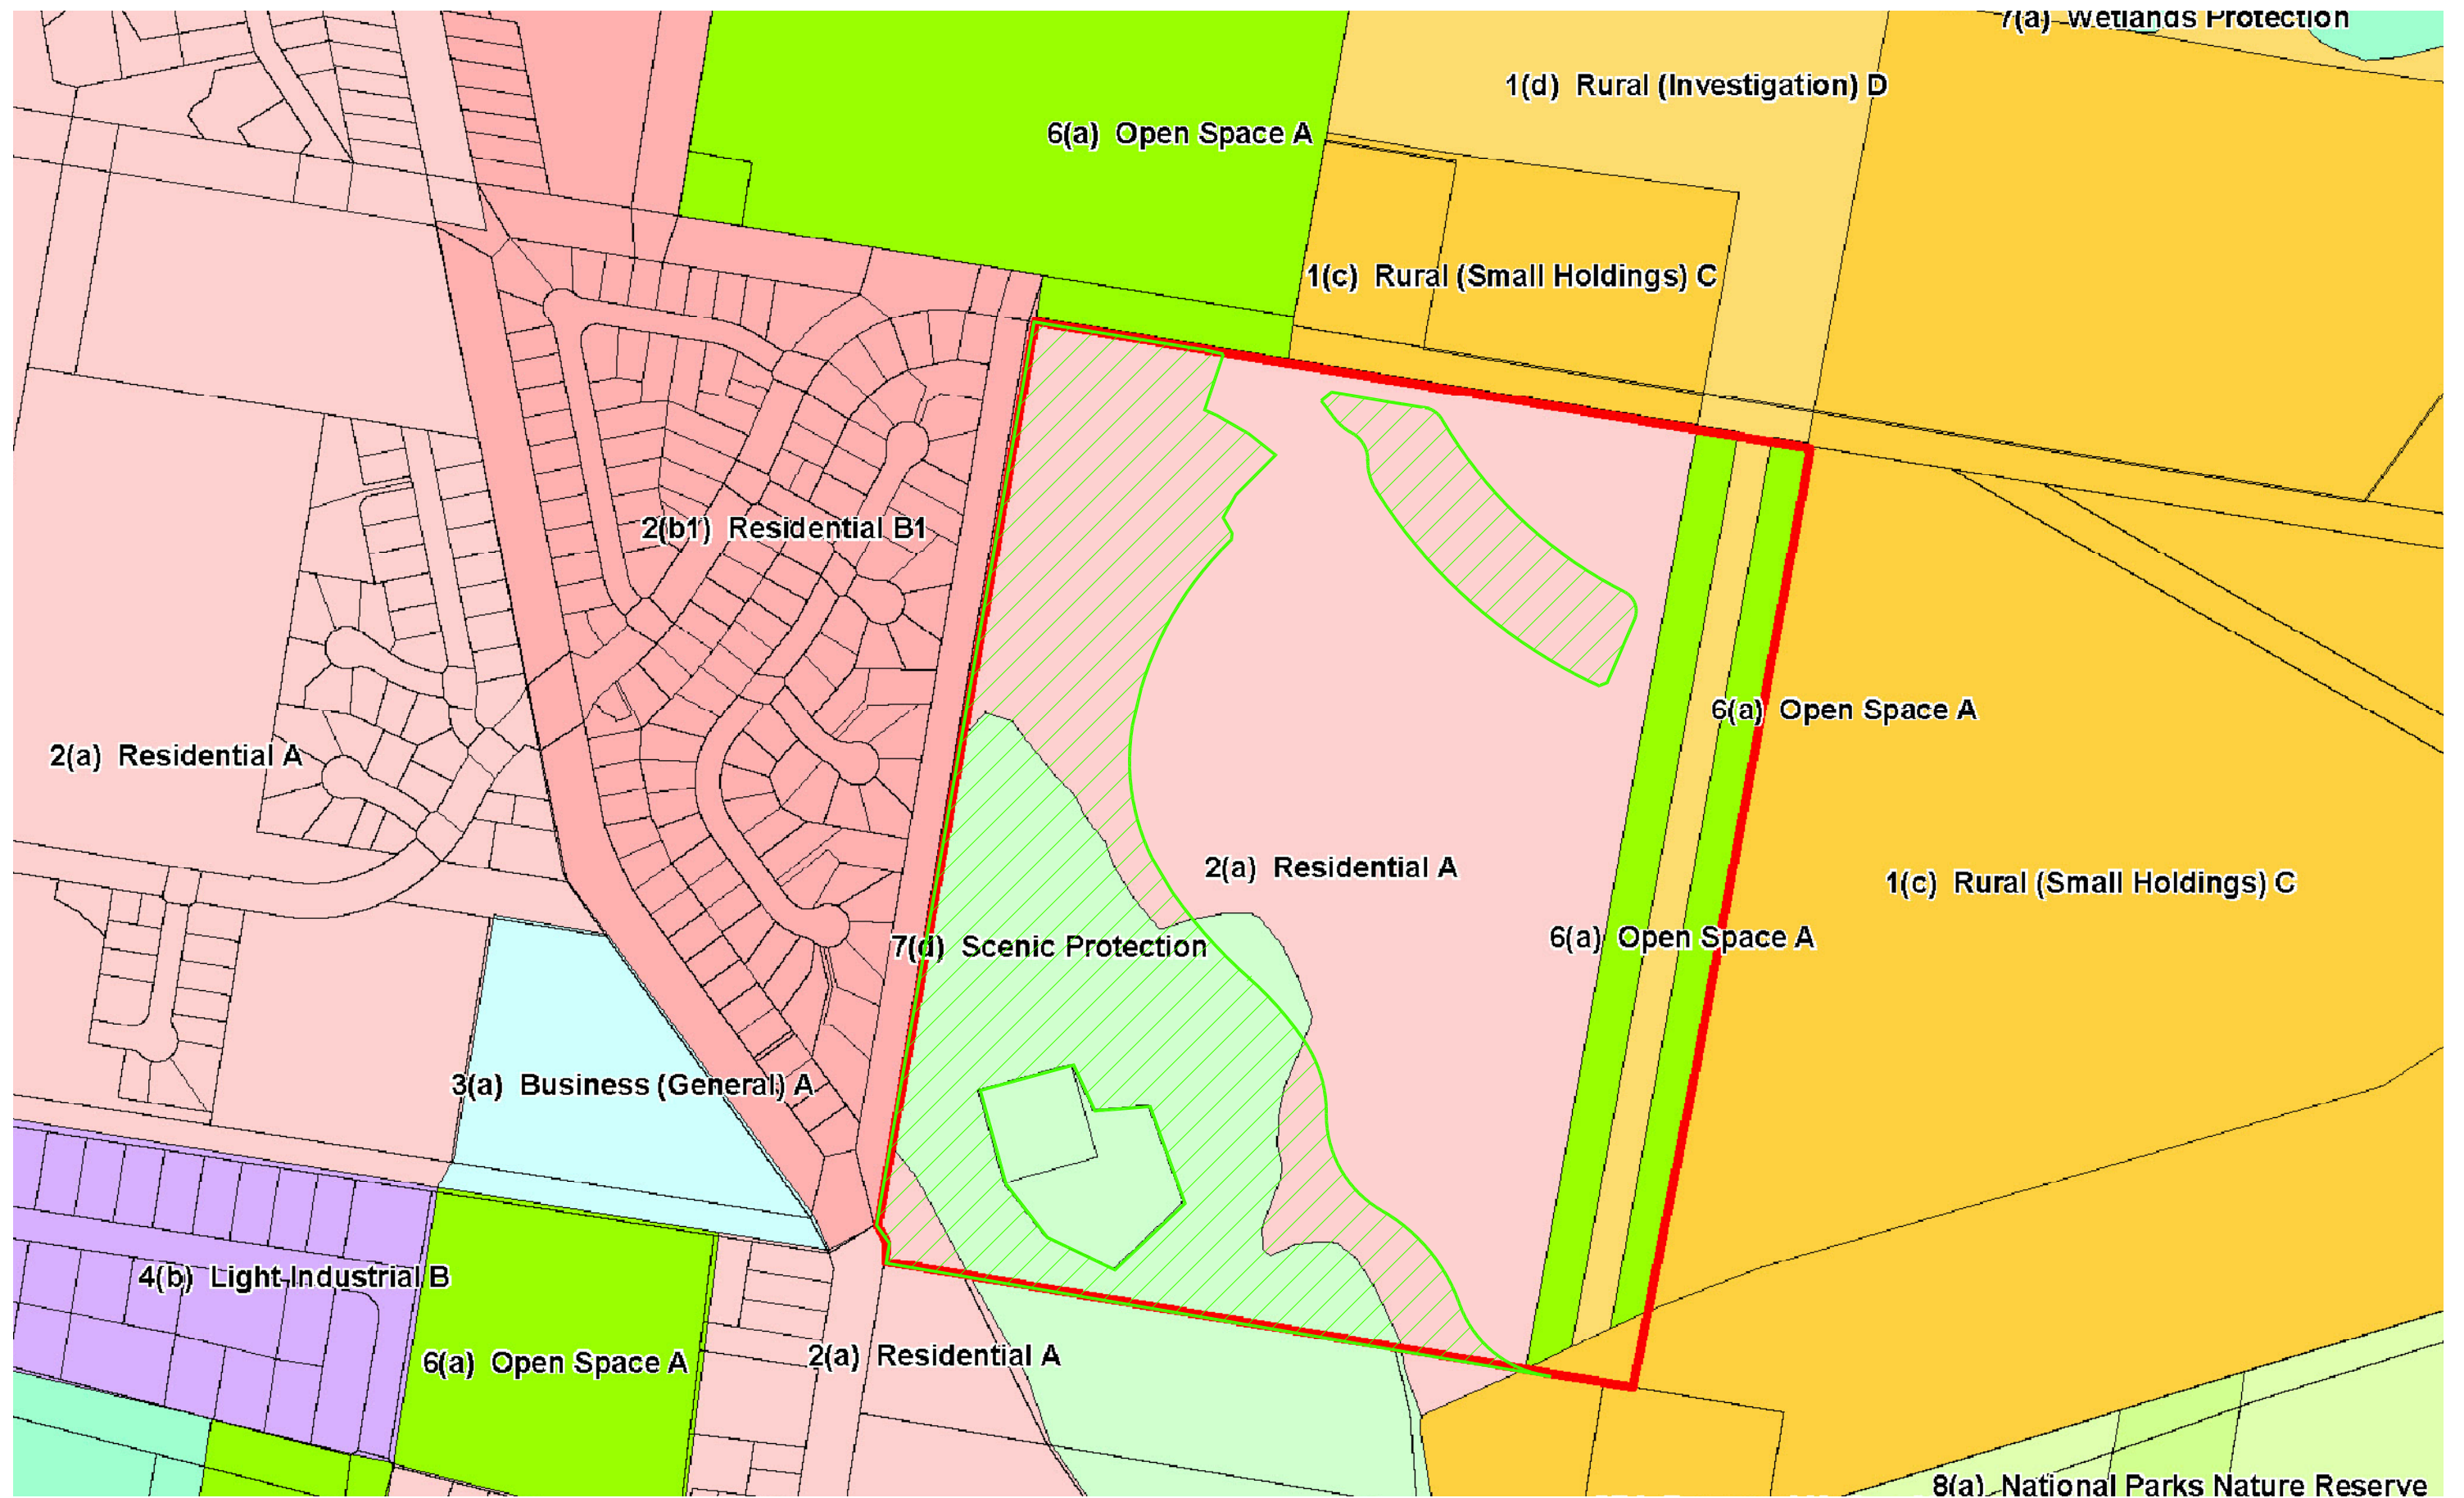 7(a) Wetlands Protection
1(d) Rural (Investigation) D
6(a) Open Space A
1(c) Rural (Small Holdings) C
2(b1) Residential B1
6(a) Open Space A
2(a) Residential A
2(a) Residential A
1(c) Rural (Small Holdings) C
6(a) Open Space A
7(d) Scenic Protection
3(a) Business (General) A
4(b) Light Industrial B
6(a) Open Space A
2(a) Residential A
8(a) National Parks Nature Reserve